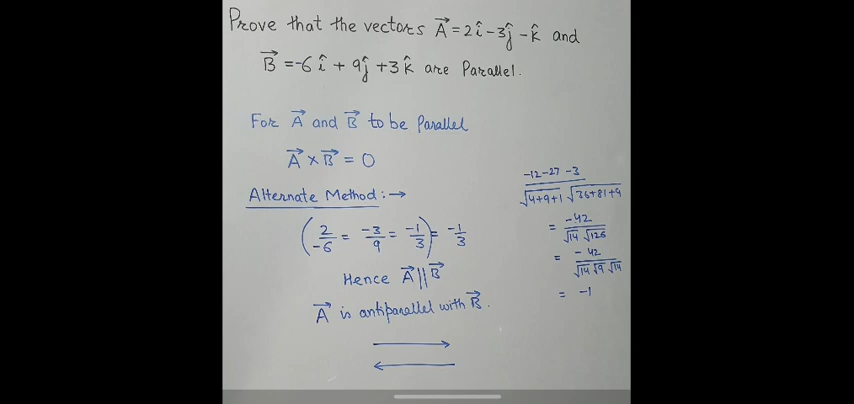 Prove that the vectors A⃗ = 2î - 3ĵ - k̂ and
B⃗ = -6î + 9ĵ + 3k̂ are Parallel.
For A⃗ and B⃗ to be Parallel
A⃗ × B⃗ = 0
Alternate Method :→
(2/-6 = -3/9 = -1/3) = -1/3
Hence A⃗ || B⃗
A⃗ is antiparallel with B⃗.
-12-27-3 / √4+9+1 √36+81+9
= -42 / √14 √126
= -42 / √14 √9 √14
= -1